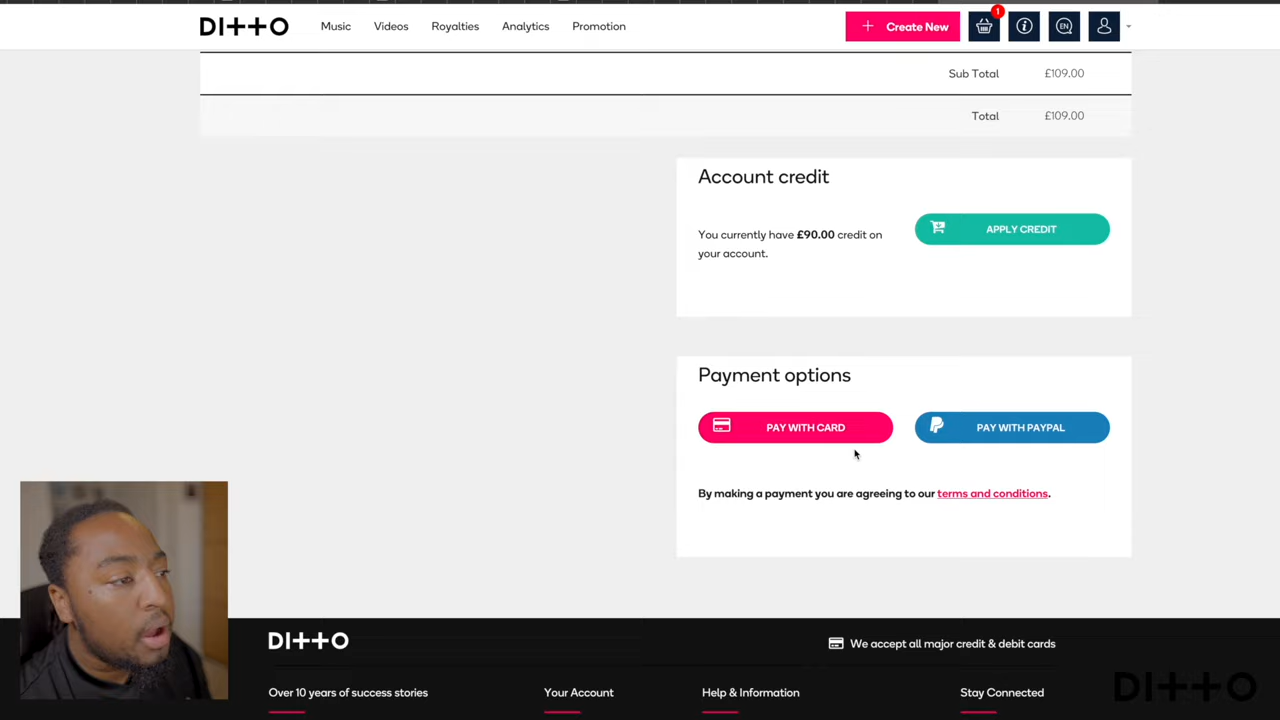 DITTO Music Videos Royalties Analytics Promotion + Create New 1 EN
Sub Total £109.00
Total £109.00
Account credit
You currently have £90.00 credit on your account.
APPLY CREDIT
Payment options
PAY WITH CARD
PAY WITH PAYPAL
By making a payment you are agreeing to our terms and conditions.
DITTO
We accept all major credit & debit cards
DITTO
Over 10 years of success stories
Your Account
Help & Information
Stay Connected